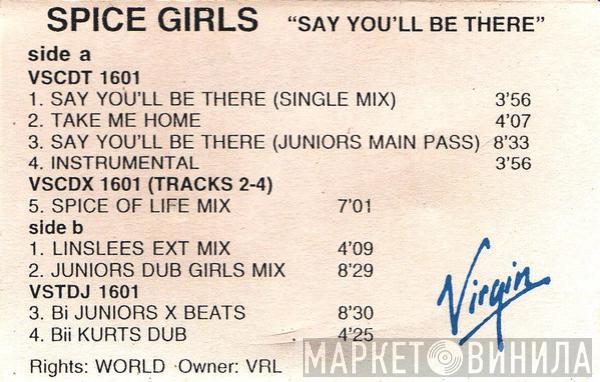 SPICE GIRLS "SAY YOU'LL BE THERE"
side a
VSCDT 1601
1. SAY YOU'LL BE THERE (SINGLE MIX) 3'56
2. TAKE ME HOME 4'07
3. SAY YOU'LL BE THERE (JUNIORS MAIN PASS) 8'33
4. INSTRUMENTAL 3'56
VSCDX 1601 (TRACKS 2-4)
5. SPICE OF LIFE MIX 7'01
side b
1. LINSLEES EXT MIX 4'09
2. JUNIORS DUB GIRLS MIX 8'29
VSTDJ 1601
3. Bi JUNIORS X BEATS 8'30
4. Bii KURTS DUB 4'25
Virgin
Rights: WORLD Owner: VRL
МАРКЕТ ВИНИЛА